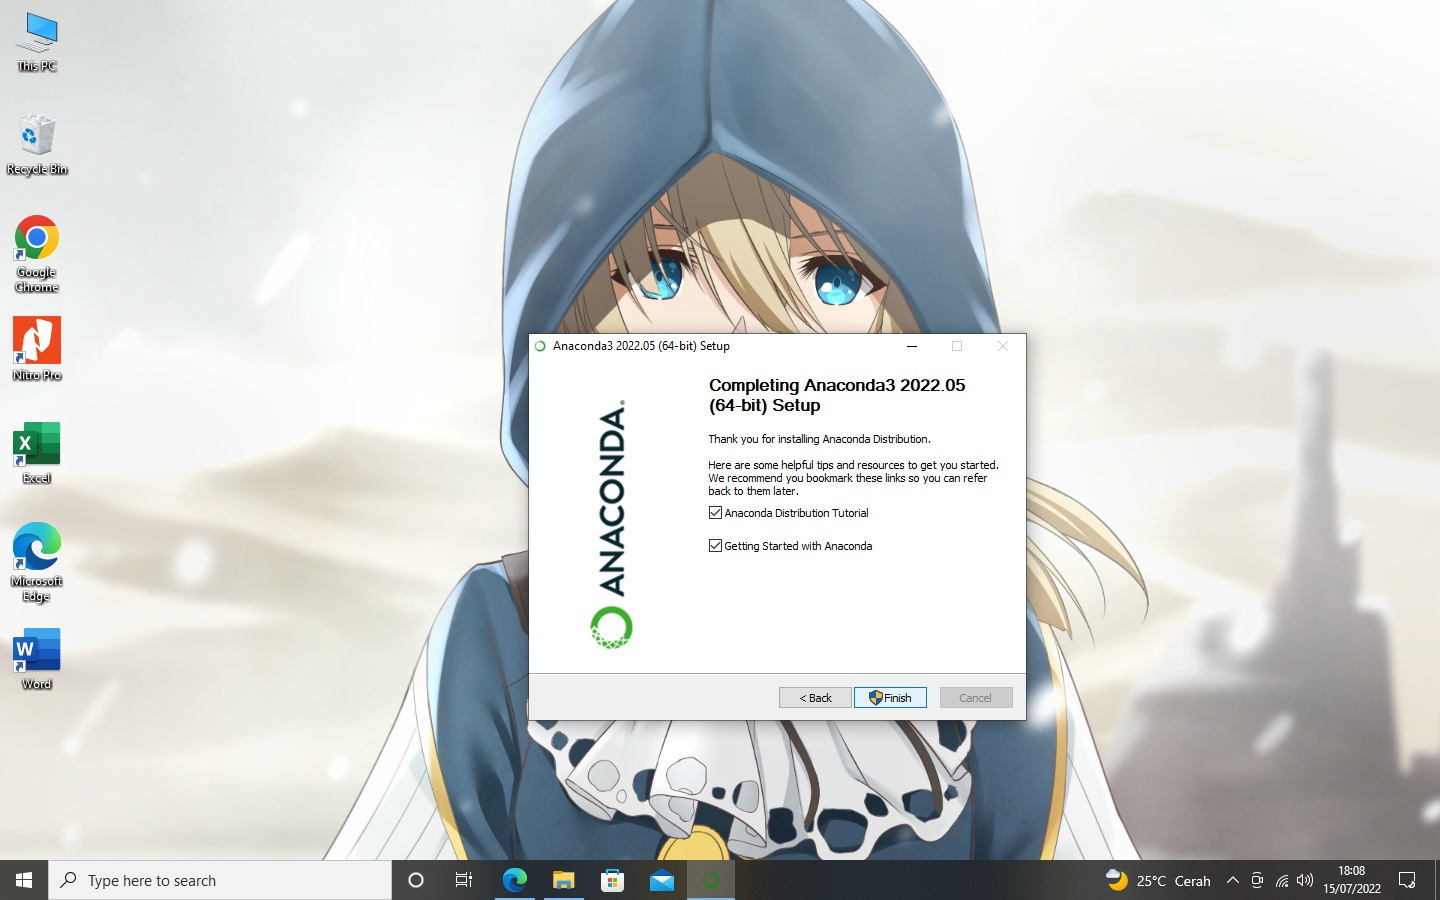 This PC
Recycle Bin
Google
Chrome
Nitro Pro
Excel
Microsoft
Edge
Word
Anaconda3 2022.05 (64-bit) Setup
ANACONDA.
Completing Anaconda3 2022.05
(64-bit) Setup
Thank you for installing Anaconda Distribution.
Here are some helpful tips and resources to get you started.
We recommend you bookmark these links so you can refer
back to them later.
Anaconda Distribution Tutorial
Getting Started with Anaconda
< Back
Finish
Cancel
Type here to search
25°C Cerah
18:08
15/07/2022